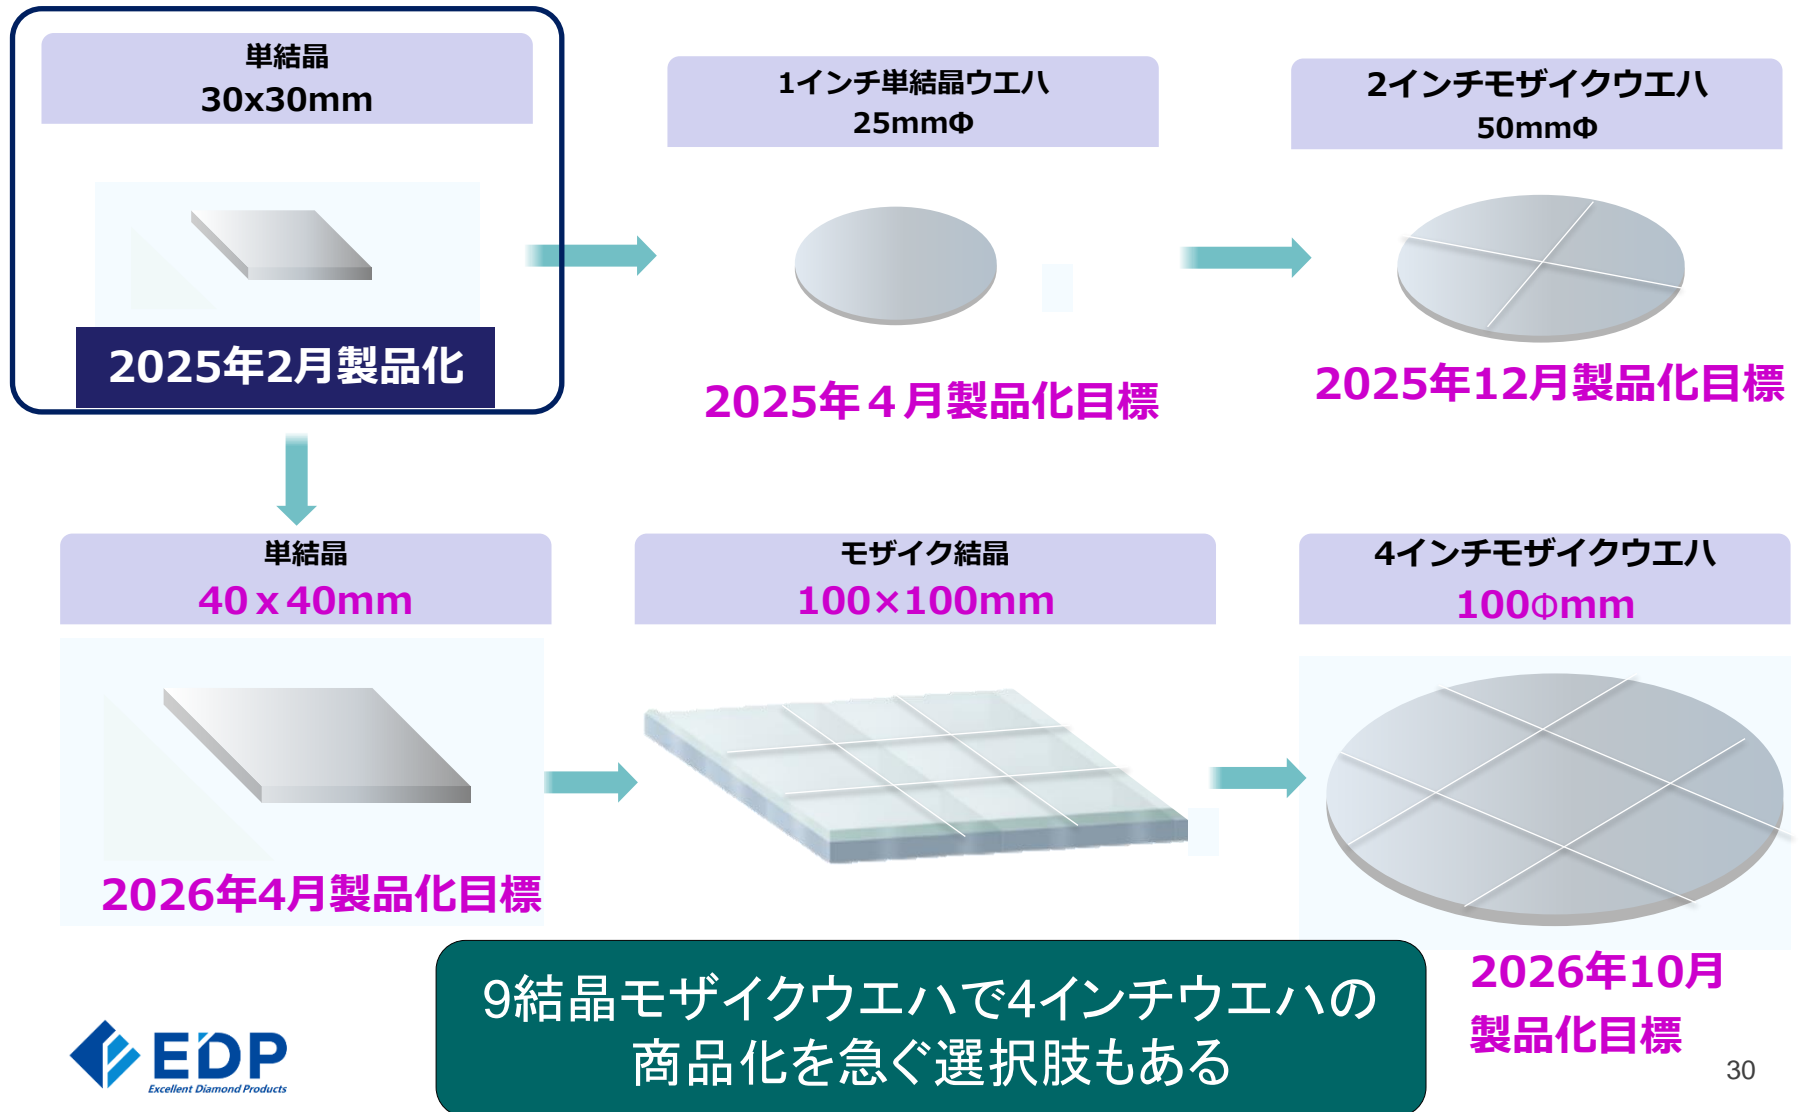 単結晶
30x30mm
2025年2月製品化
1インチ単結晶ウエハ
25mmΦ
2025年４月製品化目標
2インチモザイクウエハ
50mmΦ
2025年12月製品化目標
単結晶
40ｘ40mm
2026年4月製品化目標
モザイク結晶
100×100mm
4インチモザイクウエハ
100Φmm
2026年10月
製品化目標
9結晶モザイクウエハで4インチウエハの
商品化を急ぐ選択肢もある
EDP
Excellent Diamond Products
30